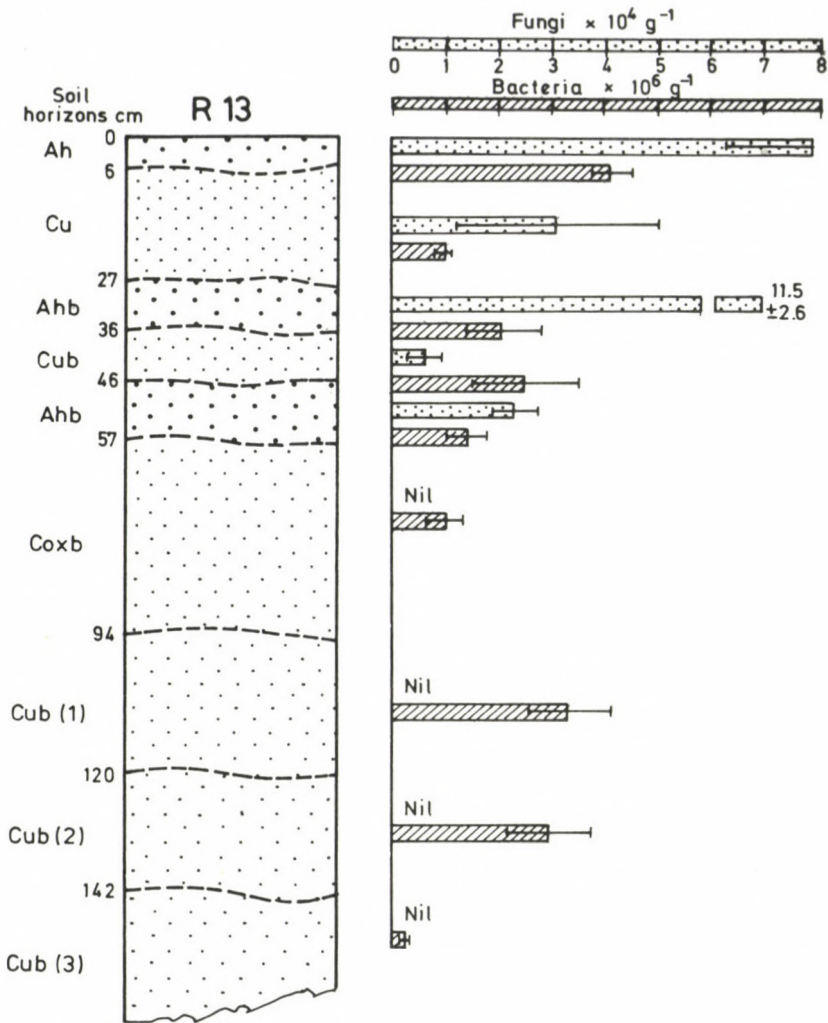 Fungi × 10⁴ g⁻¹
0 1 2 3 4 5 6 7 8
Bacteria × 10⁶ g⁻¹
Soil
horizons cm
R 13
0
Ah
6
Cu
27
Ahb
11.5
±2.6
36
Cub
46
Ahb
57
Nil
Coxb
94
Nil
Cub (1)
120
Nil
Cub (2)
142
Nil
Cub (3)